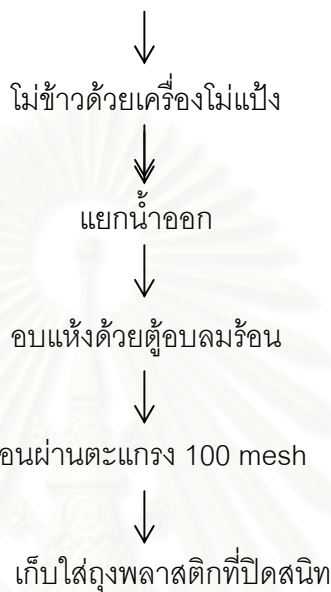 โม่ข้าวด้วยเครื่องโม่แป้ง
แยกน้ำออก
อบแห้งด้วยตู้อบลมร้อน
ผ่านตะแกรง 100 mesh
เก็บใส่ถุงพลาสติกที่ปิดสนิท